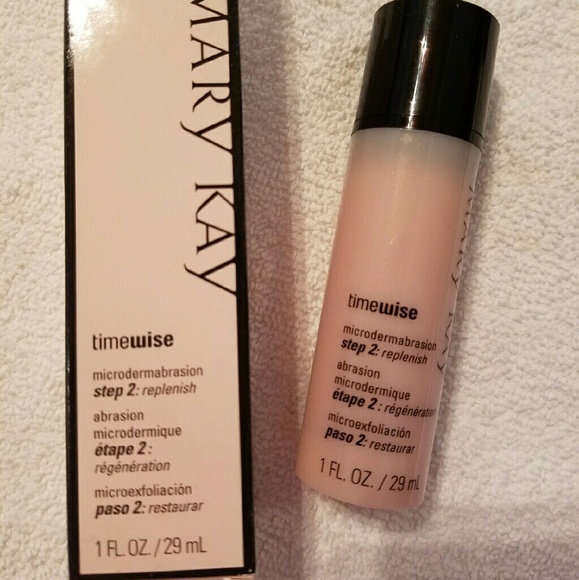 MARY KAY
timewise
microdermabrasion
step 2: replenish
abrasion
microdermique
étape 2 :
régénération
microexfoliación
paso 2: restaurar
1 FL. OZ. / 29 mL
MARY KAY
timewise
microdermabrasion
step 2: replenish
abrasion
microdermique
étape 2 : régénération
microexfoliación
paso 2: restaurar
1 FL. OZ. / 29 mL